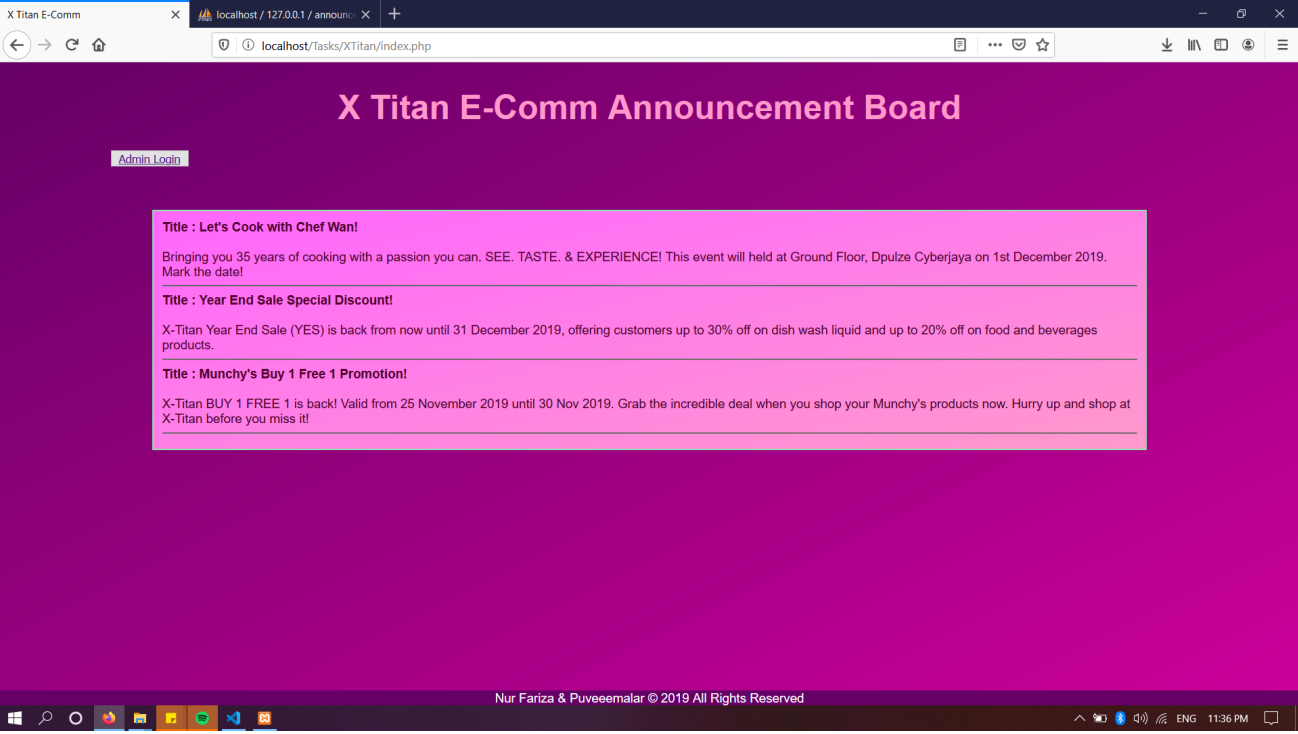 X Titan E-Comm
localhost / 127.0.0.1 / announc
localhost/Tasks/XTitan/index.php
X Titan E-Comm Announcement Board
Admin Login
Title : Let's Cook with Chef Wan!
Bringing you 35 years of cooking with a passion you can. SEE. TASTE. & EXPERIENCE! This event will held at Ground Floor, Dpulze Cyberjaya on 1st December 2019.
Mark the date!
Title : Year End Sale Special Discount!
X-Titan Year End Sale (YES) is back from now until 31 December 2019, offering customers up to 30% off on dish wash liquid and up to 20% off on food and beverages
products.
Title : Munchy's Buy 1 Free 1 Promotion!
X-Titan BUY 1 FREE 1 is back! Valid from 25 November 2019 until 30 Nov 2019. Grab the incredible deal when you shop your Munchy's products now. Hurry up and shop at
X-Titan before you miss it!
Nur Fariza & Puveeemalar © 2019 All Rights Reserved
ENG 11:36 PM